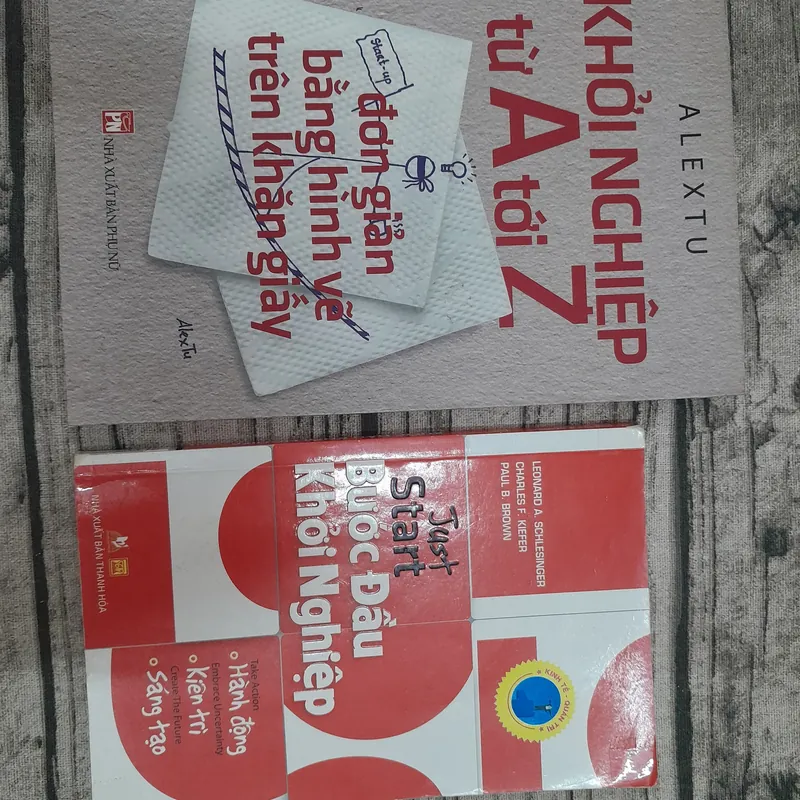 ALEXTU
KHỞI NGHIỆP
từ A tới Z
start-up
đơn giản
bằng hình vẽ
trên khăn giấy
AlexTu
PN
NHÀ XUẤT BẢN PHỤ NỮ
LEONARD A. SCHLESINGER
CHARLES F. KIEFER
PAUL B. BROWN
KINH TẾ - QUẢN TRỊ
Just
Start
Bước Đầu
Khởi Nghiệp
Take Action
Hành động
Embrace Uncertainty
Kiên trì
Create The Future
Sáng tạo
NHÀ XUẤT BẢN THANH HÓA